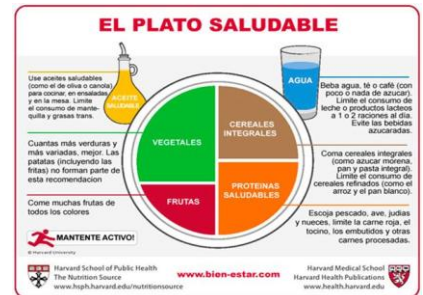 EL PLATO SALUDABLE
Use aceites saludables
(como el de oliva o canola)
para cocinar, en ensaladas,
y en la mesa. Limite
el consumo de mante-
quilla y grasas trans.
ACEITE
SALUDABLE
AGUA
Beba agua, té o café (con
poco o nada de azucar).
Limite el consumo de
leche o productos lacteos
a 1 o 2 raciones al día.
Evite las bebidas
azucaradas.
VEGETALES
CEREALES
INTEGRALES
Cuantas más verduras y
más variadas, mejor. Las
patatas (incluyendo las
fritas) no forman parte de
esta recomendacion
Coma cereales integrales
(como azucar morena,
pan y pasta integral).
Limite el consumo de
cereales refinados (como el
arroz y el pan blanco).
FRUTAS
PROTEINAS
SALUDABLES
Come muchas frutas de
todos los colores
Escoja pescado, ave, judias
y nueces, limite la carne roja, el
tocino, los embutidos y otras
carnes procesadas.
MANTENTE ACTIVO!
© Harvard University
Harvard School of Public Health
The Nutrition Source
www.hsph.harvard.edu/nutritionsource
www.bien-estar.com
Harvard Medical School
Harvard Health Publications
www.health.harvard.edu